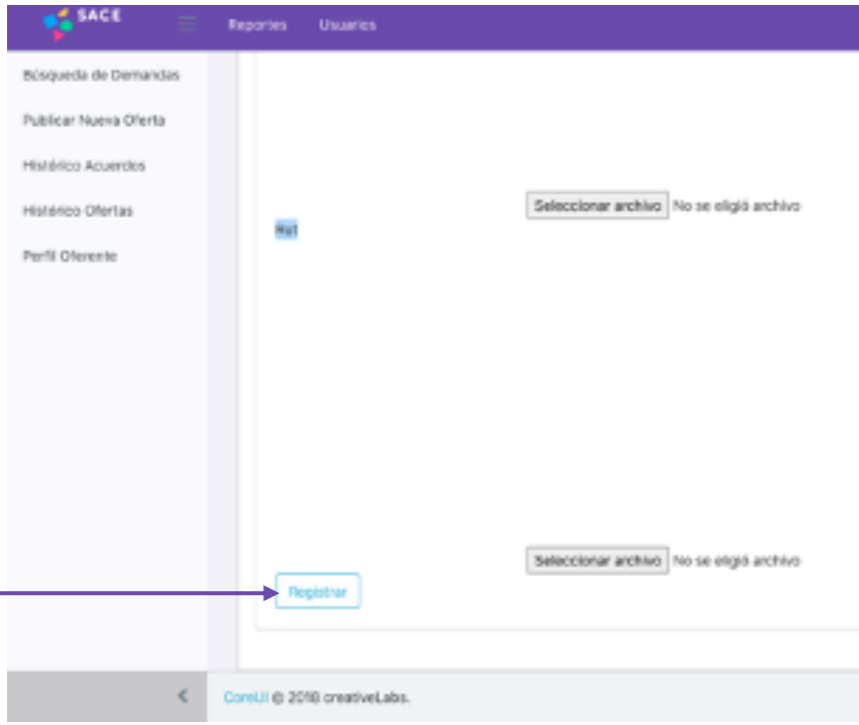 SACE
Reportes Usuarios
Búsqueda de Demandas
Publicar Nueva Oferta
Histórico Acuerdos
Histórico Ofertas
Perfil Oferente
Seleccionar archivo No se eligió archivo
Rut
Seleccionar archivo No se eligió archivo
Registrar
CoreUI © 2018 creativeLabs.